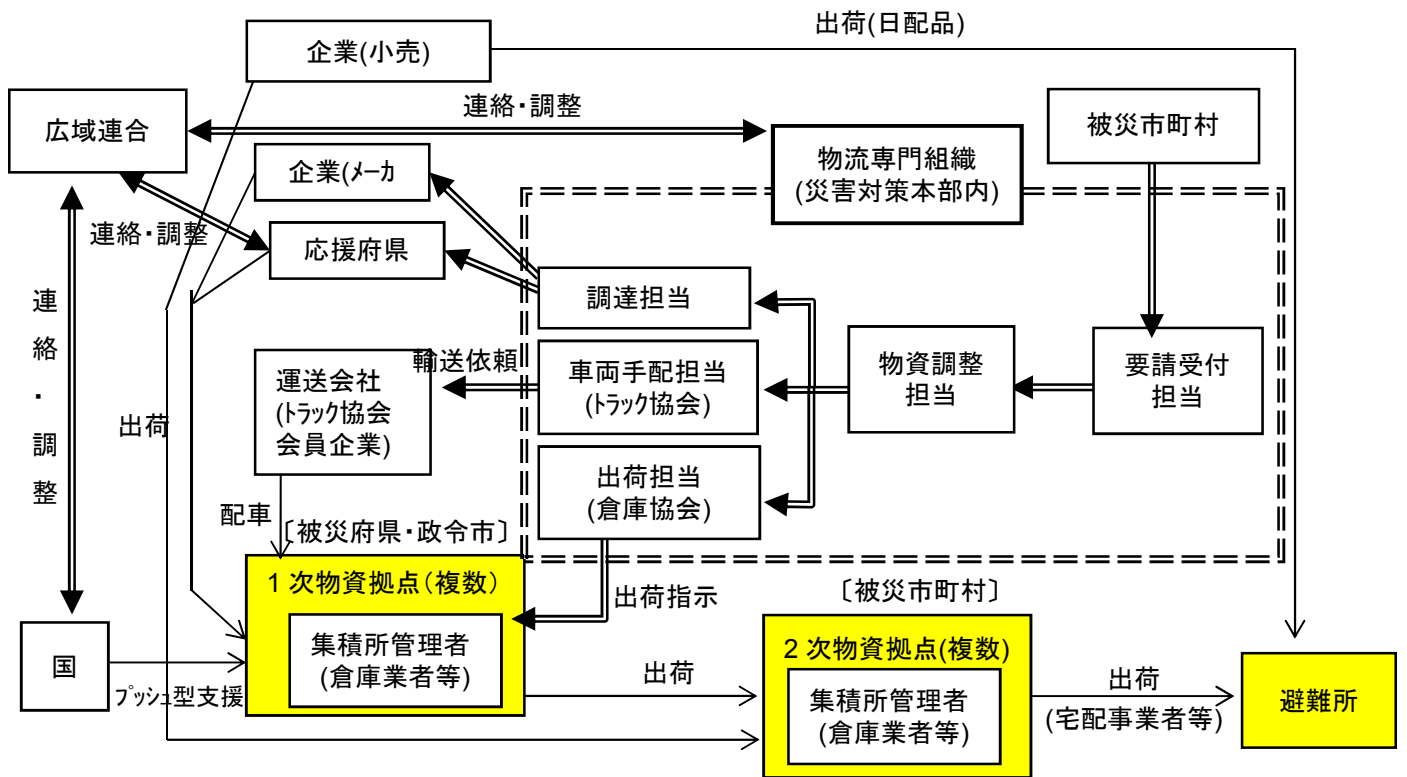 出荷(日配品)
企業(小売)
広域連合
連絡・調整
被災市町村
物流専門組織
(災害対策本部内)
企業(ﾒｰｶ
連絡・調整
応援府県
調達担当
連絡・調整
輸送依頼
運送会社
(ﾄﾗｯｸ協会
会員企業)
車両手配担当
(ﾄﾗｯｸ協会)
物資調整
担当
要請受付
担当
出荷
出荷担当
(倉庫協会)
配車
〔被災府県・政令市〕
1 次物資拠点(複数)
集積所管理者
(倉庫業者等)
出荷指示
〔被災市町村〕
国
ﾌﾟｯｼｭ型支援
出荷
2 次物資拠点(複数)
集積所管理者
(倉庫業者等)
出荷
(宅配事業者等)
避難所